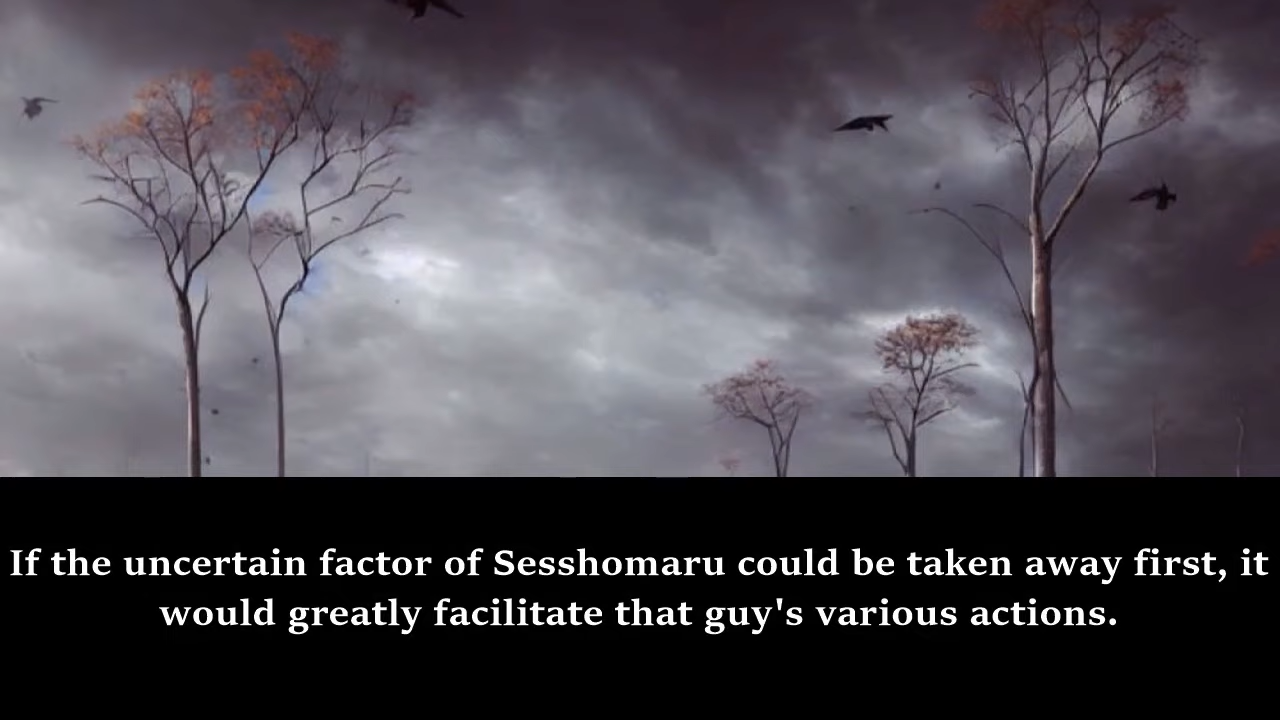 If the uncertain factor of Sesshomaru could be taken away first, it
would greatly facilitate that guy's various actions.